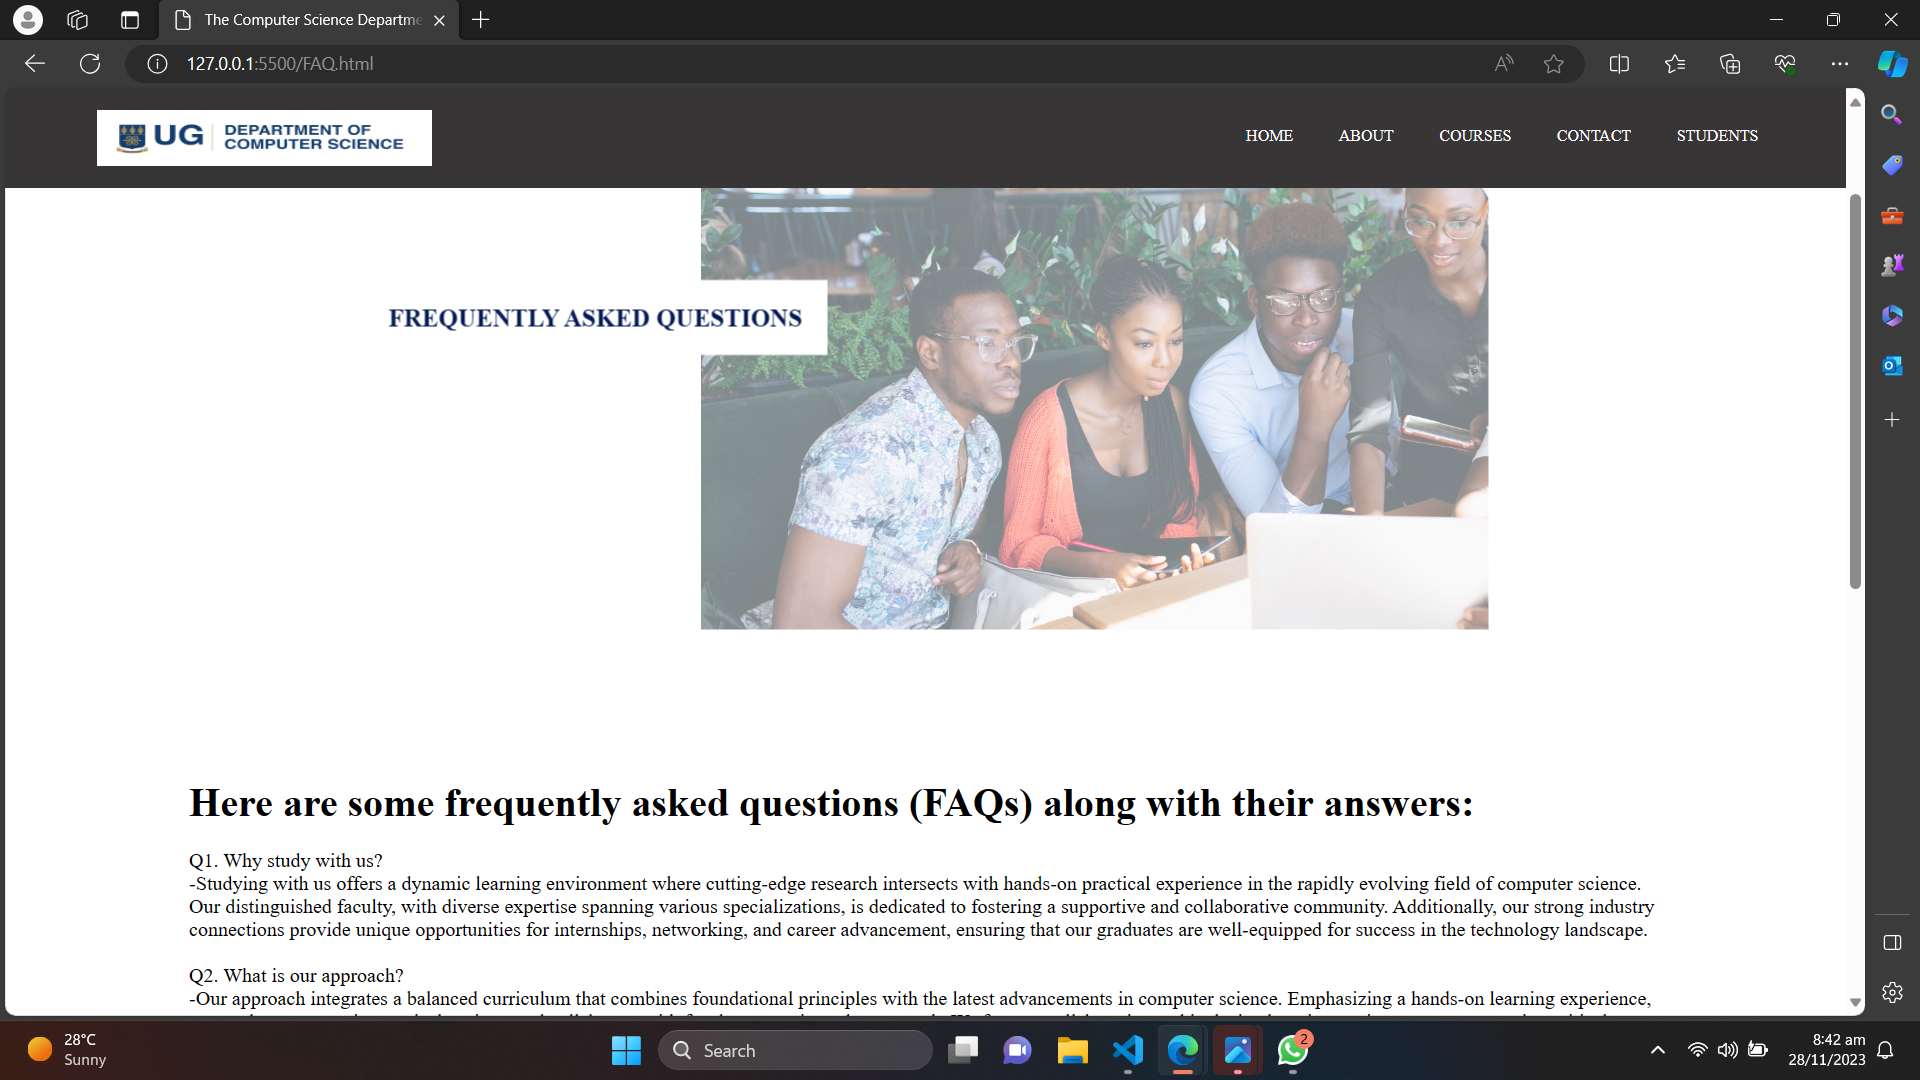 The Computer Science Departme
127.0.0.1:5500/FAQ.html
UG DEPARTMENT OF
COMPUTER SCIENCE
HOME ABOUT COURSES CONTACT STUDENTS
FREQUENTLY ASKED QUESTIONS
Here are some frequently asked questions (FAQs) along with their answers:
Q1. Why study with us?
-Studying with us offers a dynamic learning environment where cutting-edge research intersects with hands-on practical experience in the rapidly evolving field of computer science.
Our distinguished faculty, with diverse expertise spanning various specializations, is dedicated to fostering a supportive and collaborative community. Additionally, our strong industry
connections provide unique opportunities for internships, networking, and career advancement, ensuring that our graduates are well-equipped for success in the technology landscape.
Q2. What is our approach?
-Our approach integrates a balanced curriculum that combines foundational principles with the latest advancements in computer science. Emphasizing a hands-on learning experience,
28°C
Sunny
Search
2
8:42 am
28/11/2023